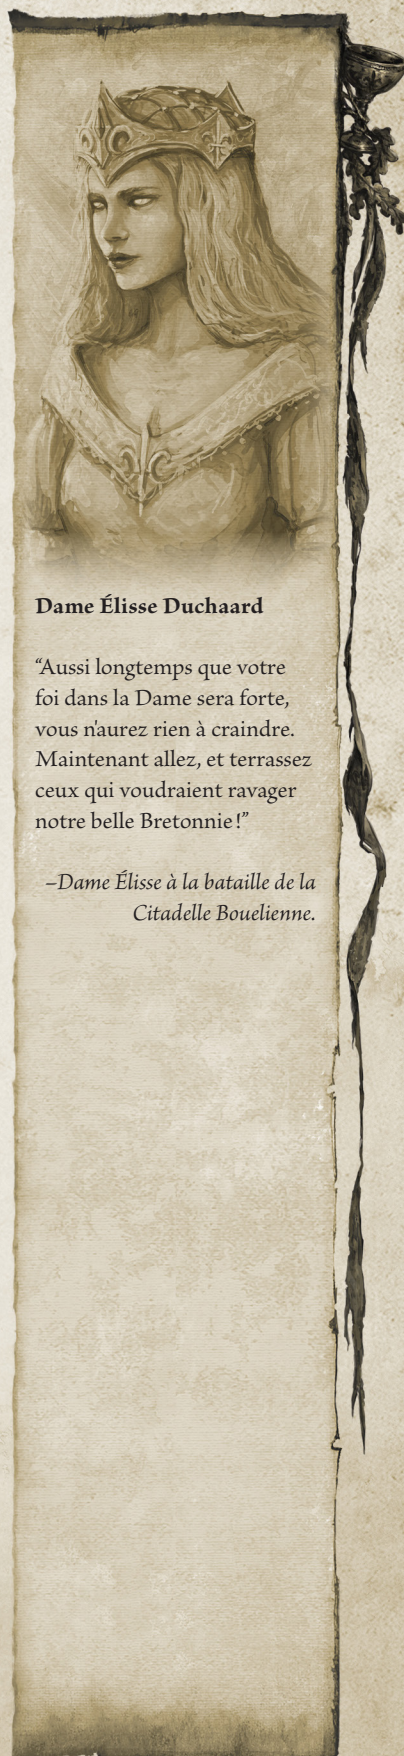 Dame Élisse Duchaard
“Aussi longtemps que votre
foi dans la Dame sera forte,
vous n'aurez rien à craindre.
Maintenant allez, et terrassez
ceux qui voudraient ravager
notre belle Bretonnie !”
–Dame Élisse à la bataille de la
Citadelle Bouelienne.